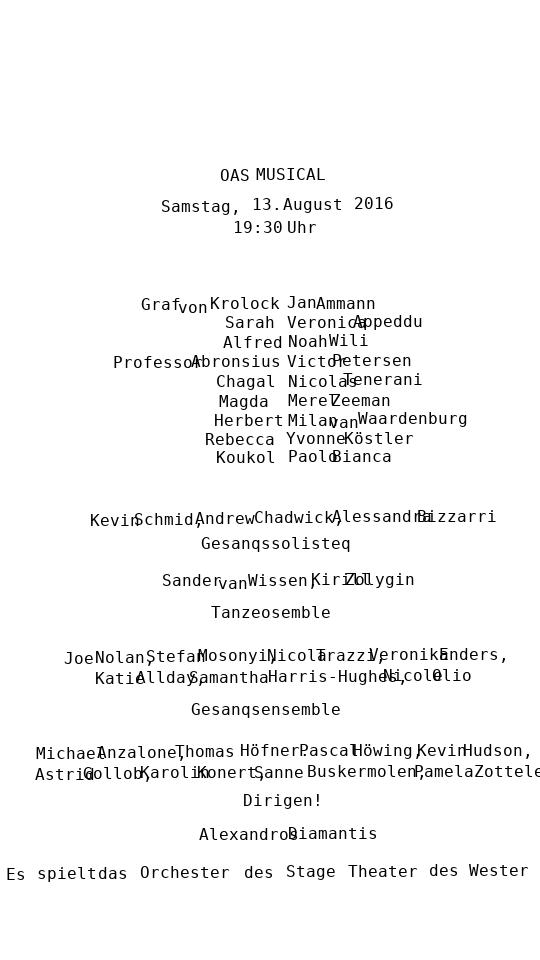 OAS MUSICAL
Samstag, 13.August 2016
19:30 Uhr
Graf von Krolock Jan Ammann
Sarah Veronica Appeddu
Alfred Noah Wili
Professor Abronsius Victor Petersen
Chagal Nicolas Tenerani
Magda Merel Zeeman
Herbert Milan van Waardenburg
Rebecca Yvonne Köstler
Koukol Paolo Bianca
Kevin Schmid, Andrew Chadwick, Alessandra Bizzarri
Gesanqssolisteq
Sander van Wissen, Kirill Zolygin
Tanzeosemble
Joe Nolan, Stefan Mosonyi, Nicola Trazzi, Veronika Enders,
Katie Allday, Samantha Harris-Hughes, Nicole Olio
Gesanqsensemble
Michael Anzalone, Thomas Höfner. Pascal Höwing, Kevin Hudson,
Astrid Gollob, Karolin Konert, Sanne Buskermolen, Pamela Zottele
Dirigen!
Alexandros Diamantis
Es spielt das Orchester des Stage Theater des Wester